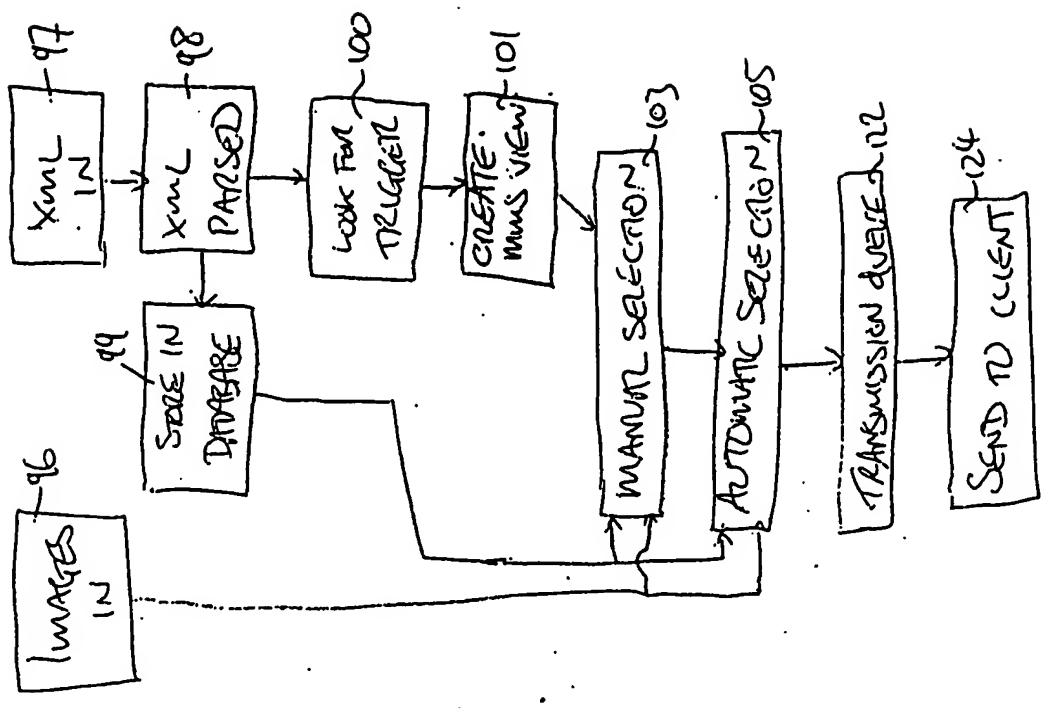 97
XML
IN
98
XML
PARSED
100
LOOK FOR
TRIGGER
101
CREATE
MMS VIEW
99
STORE IN
DATABASE
96
IMAGES
IN
103
MANUAL SELECTION
105
AUTOMATIC SELECTION
122
TRANSMISSION QUEUE
124
SEND TO CLIENT